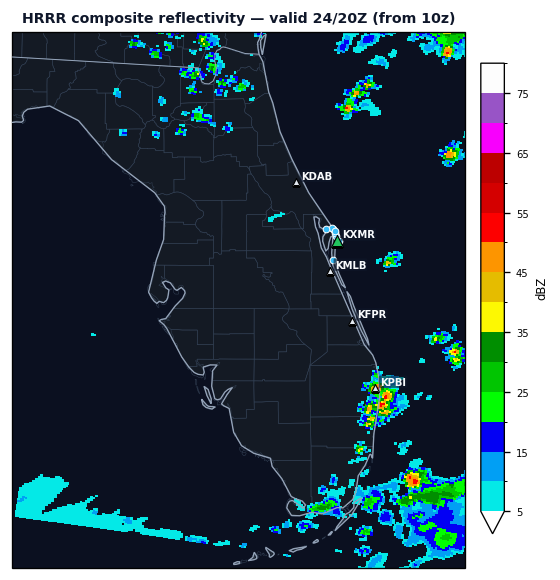 HRRR composite reflectivity — valid 24/20Z (from 10z)
KDAB
KXMR
KMLB
KFPR
KPBI
75
65
55
45
35
25
15
5
dBZ